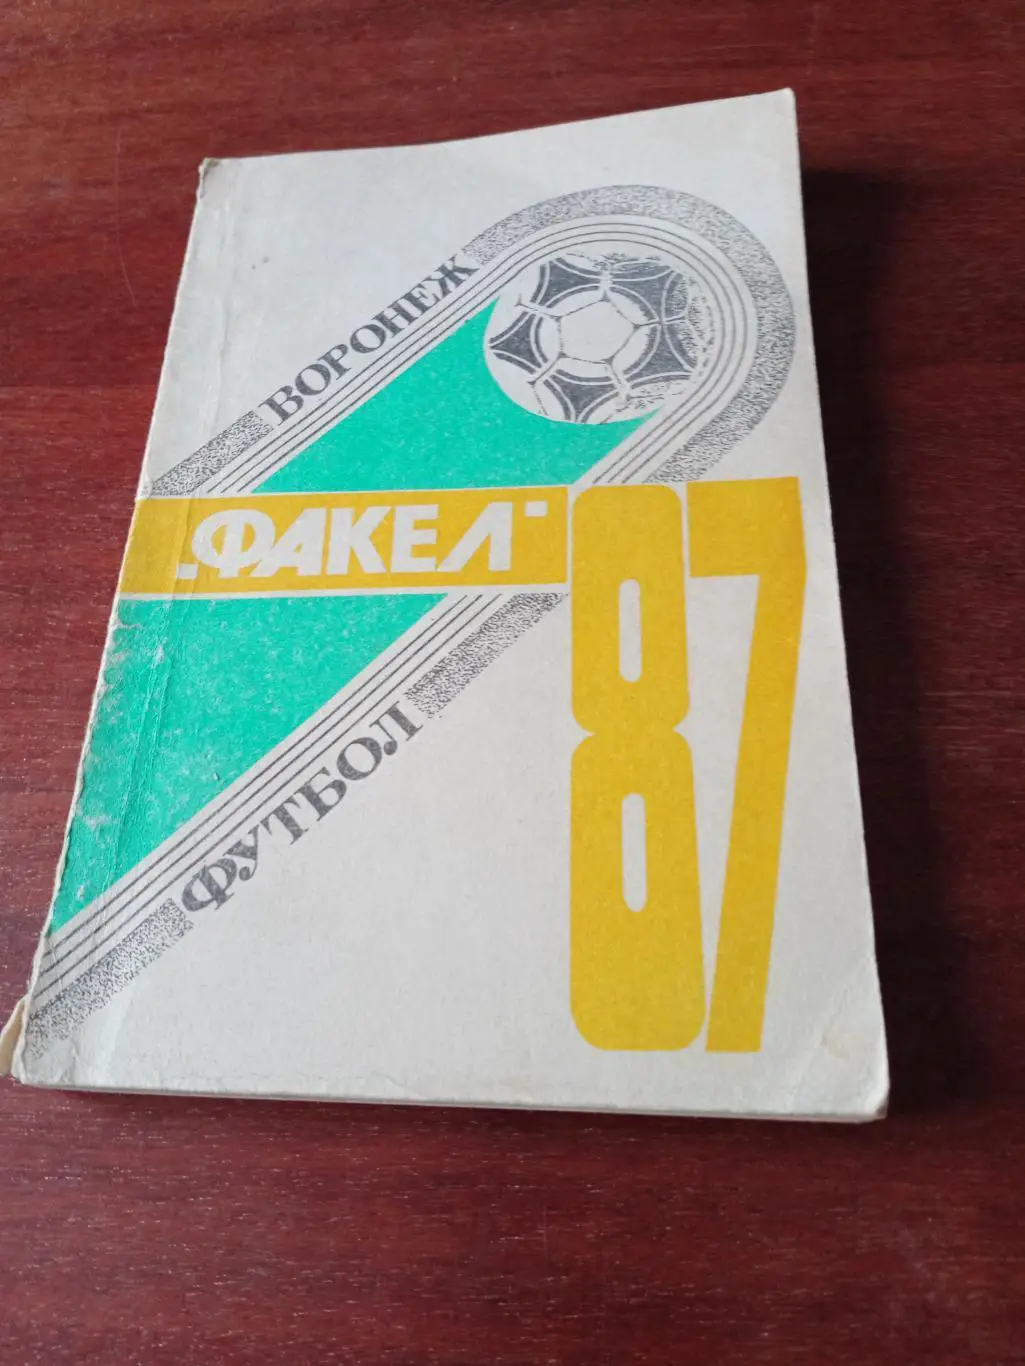 ВОРОНЕЖ
„ФАКЕЛ"
87
ФУТБОЛ